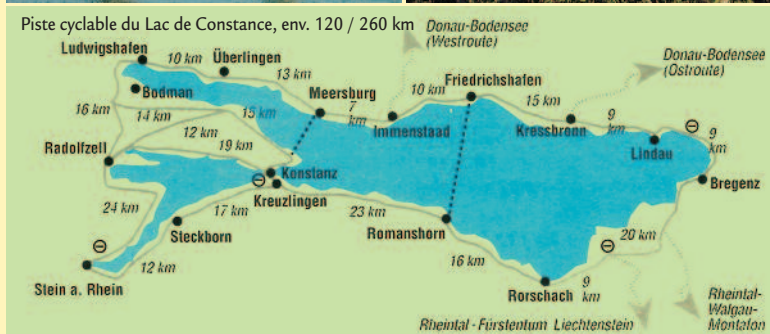 Piste cyclable du Lac de Constance, env. 120 / 260 km
Donau-Bodensee
(Westroute)
Donau-Bodensee
(Ostroute)
Ludwigshafen
10 km
Überlingen
13 km
Bodman
Meersburg
10 km
Friedrichshafen
15 km
16 km
14 km
15 km
7
km
Immenstaad
Kressbronn
9
km
Lindau
9
km
12 km
19 km
Radolfzell
Konstanz
Bregenz
Kreuzlingen
24 km
17 km
23 km
Steckborn
Romanshorn
20 km
12 km
16 km
Stein a. Rhein
Rorschach
9
km
Rheintal-
Walgau-
Montafon
Rheintal - Fürstentum Liechtenstein